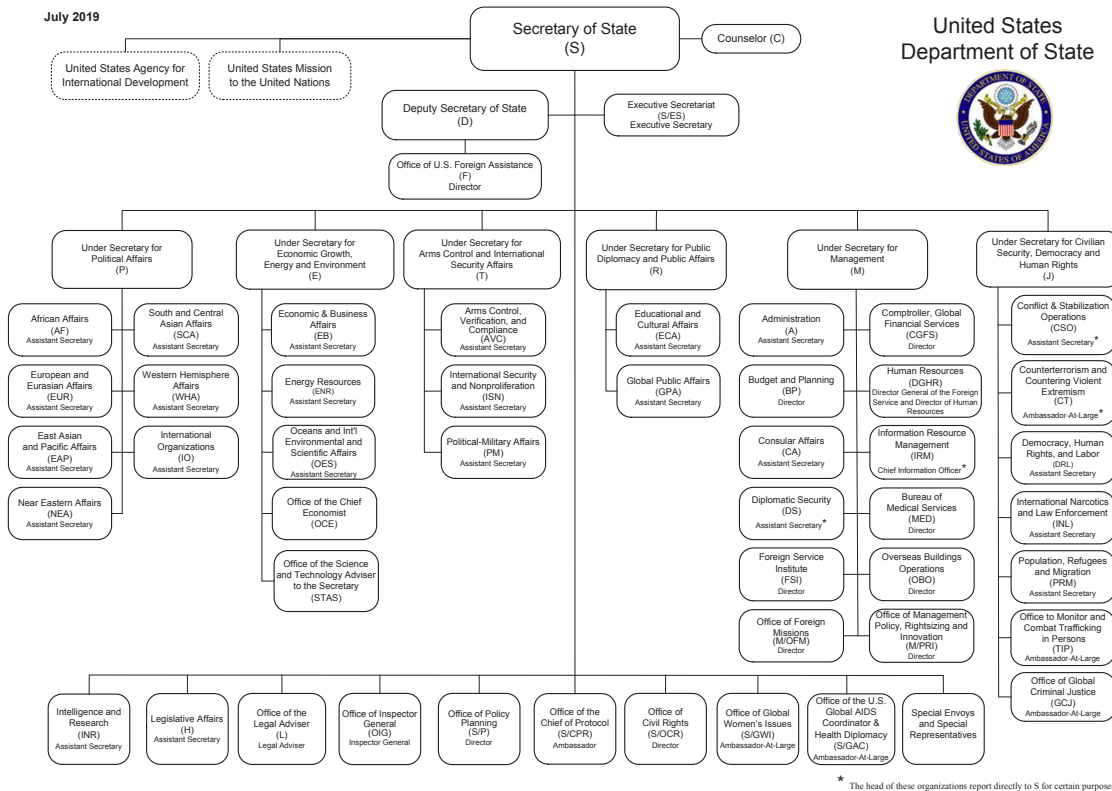 July 2019
United States
Department of State
DEPARTMENT OF STATE
UNITED STATES OF AMERICA
Secretary of State
(S)
Counselor (C)
United States Agency for
International Development
United States Mission
to the United Nations
Deputy Secretary of State
(D)
Executive Secretariat
(S/ES)
Executive Secretary
Office of U.S. Foreign Assistance
(F)
Director
Under Secretary for
Political Affairs
(P)
Under Secretary for
Economic Growth,
Energy and Environment
(E)
Under Secretary for
Arms Control and International
Security Affairs
(T)
Under Secretary for Public
Diplomacy and Public Affairs
(R)
Under Secretary for
Management
(M)
Under Secretary for Civilian
Security, Democracy and
Human Rights
(J)
African Affairs
(AF)
Assistant Secretary
South and Central
Asian Affairs
(SCA)
Assistant Secretary
European and
Eurasian Affairs
(EUR)
Assistant Secretary
Western Hemisphere
Affairs
(WHA)
Assistant Secretary
East Asian
and Pacific Affairs
(EAP)
Assistant Secretary
International
Organizations
(IO)
Assistant Secretary
Near Eastern Affairs
(NEA)
Assistant Secretary
Economic & Business
Affairs
(EB)
Assistant Secretary
Energy Resources
(ENR)
Assistant Secretary
Oceans and Int'l
Environmental and
Scientific Affairs
(OES)
Assistant Secretary
Office of the Chief
Economist
(OCE)
Office of the Science
and Technology Adviser
to the Secretary
(STAS)
Arms Control,
Verification, and
Compliance
(AVC)
Assistant Secretary
International Security
and Nonproliferation
(ISN)
Assistant Secretary
Political-Military Affairs
(PM)
Assistant Secretary
Educational and
Cultural Affairs
(ECA)
Assistant Secretary
Global Public Affairs
(GPA)
Assistant Secretary
Administration
(A)
Assistant Secretary
Comptroller, Global
Financial Services
(CGFS)
Director
Budget and Planning
(BP)
Director
Human Resources
(DGHR)
Director General of the Foreign
Service and Director of Human
Resources
Consular Affairs
(CA)
Assistant Secretary
Information Resource
Management
(IRM)
Chief Information Officer*
Diplomatic Security
(DS)
Assistant Secretary*
Bureau of
Medical Services
(MED)
Director
Foreign Service
Institute
(FSI)
Director
Overseas Buildings
Operations
(OBO)
Director
Office of Foreign
Missions
(M/OFM)
Director
Office of Management
Policy, Rightsizing and
Innovation
(M/PRI)
Director
Conflict & Stabilization
Operations
(CSO)
Assistant Secretary*
Counterterrorism and
Countering Violent
Extremism
(CT)
Ambassador-At-Large*
Democracy, Human
Rights, and Labor
(DRL)
Assistant Secretary
International Narcotics
and Law Enforcement
(INL)
Assistant Secretary
Population, Refugees
and Migration
(PRM)
Assistant Secretary
Office to Monitor and
Combat Trafficking
in Persons
(TIP)
Ambassador-At-Large
Office of Global
Criminal Justice
(GCJ)
Ambassador-At-Large
Intelligence and
Research
(INR)
Assistant Secretary
Legislative Affairs
(H)
Assistant Secretary
Office of the
Legal Adviser
(L)
Legal Adviser
Office of Inspector
General
(OIG)
Inspector General
Office of Policy
Planning
(S/P)
Director
Office of the
Chief of Protocol
(S/CPR)
Ambassador
Office of
Civil Rights
(S/OCR)
Director
Office of Global
Women's Issues
(S/GWI)
Ambassador-At-Large
Office of the U.S.
Global AIDS
Coordinator &
Health Diplomacy
(S/GAC)
Ambassador-At-Large
Special Envoys
and Special
Representatives
* The head of these organizations report directly to S for certain purposes